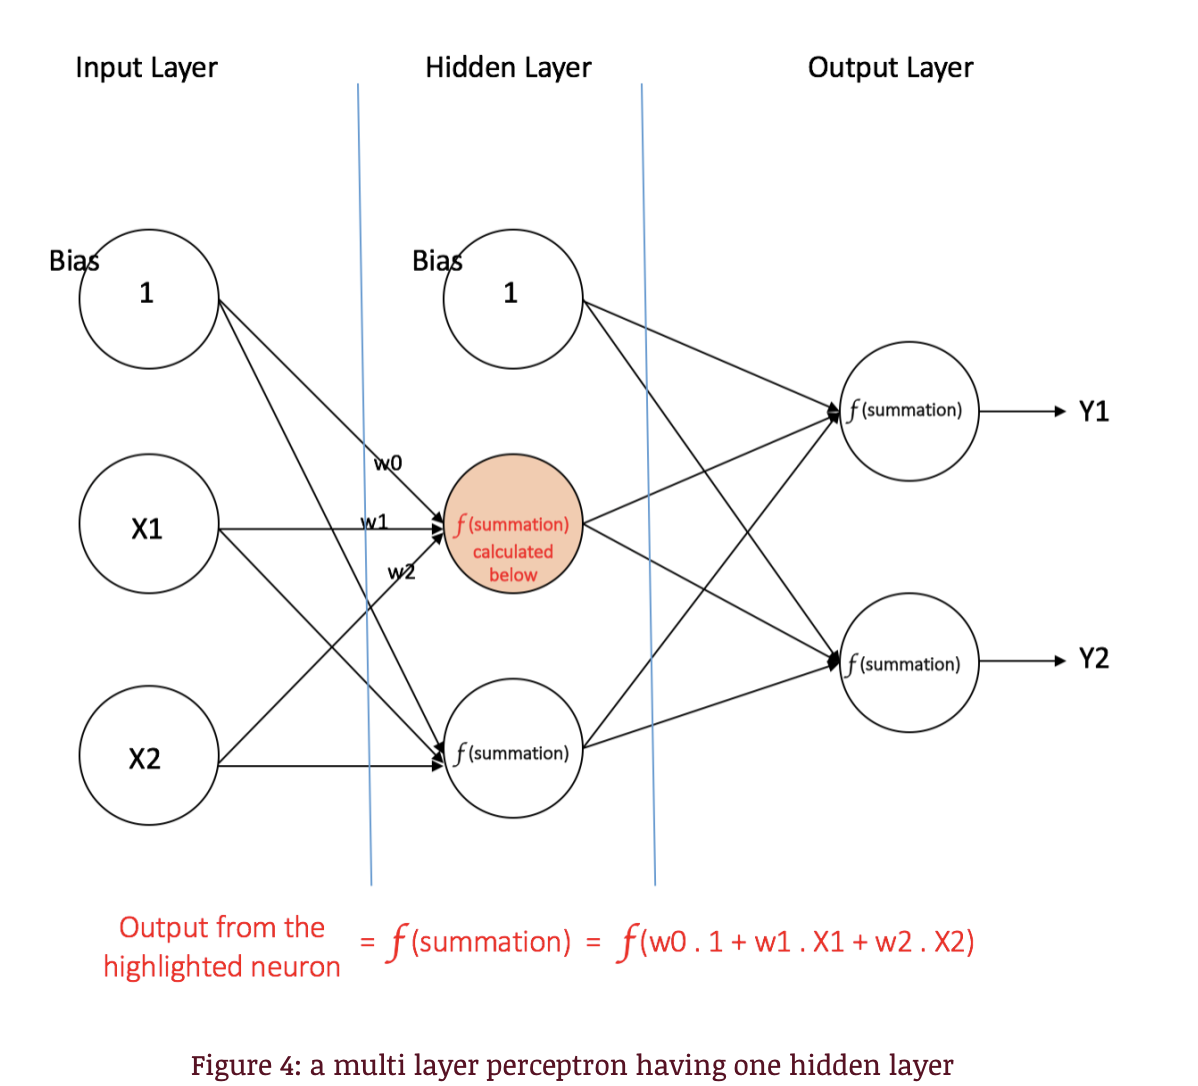 Input Layer
Hidden Layer
Output Layer
Bias
1
Bias
1
f(summation)
Y1
w0
X1
w1
f(summation)
calculated
below
w2
f(summation)
Y2
X2
f(summation)
Output from the
highlighted neuron
= f(summation) = f(w0 . 1 + w1 . X1 + w2 . X2)
Figure 4: a multi layer perceptron having one hidden layer